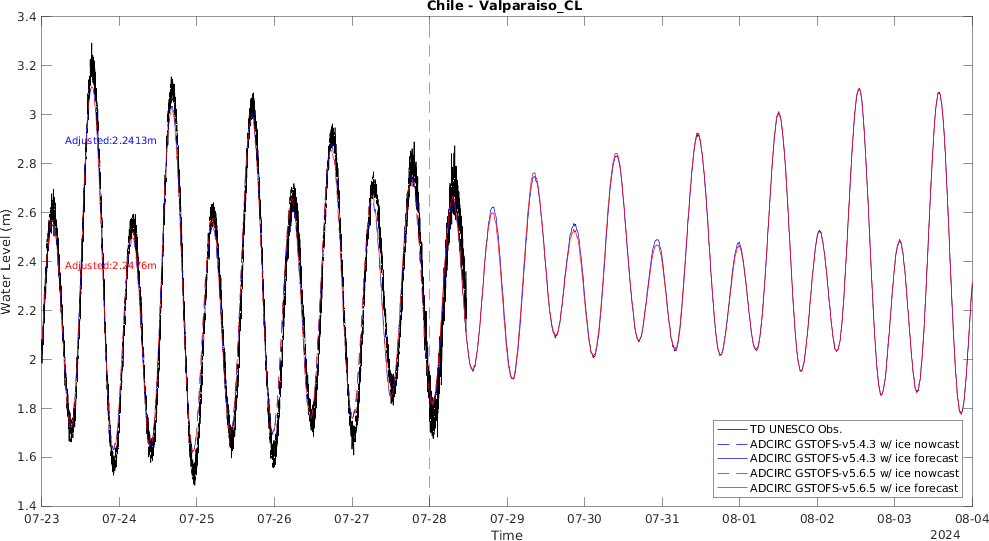 Chile - Valparaiso_CL
3.4
3.2
3
2.8
2.6
2.4
2.2
2
1.8
1.6
1.4
Water Level (m)
Adjusted:2.2413m
Adjusted:2.2476m
TD UNESCO Obs.
ADCIRC GSTOFS-v5.4.3 w/ ice nowcast
ADCIRC GSTOFS-v5.4.3 w/ ice forecast
ADCIRC GSTOFS-v5.6.5 w/ ice nowcast
ADCIRC GSTOFS-v5.6.5 w/ ice forecast
07-23 07-24 07-25 07-26 07-27 07-28 07-29 07-30 07-31 08-01 08-02 08-03 08-04
Time
2024